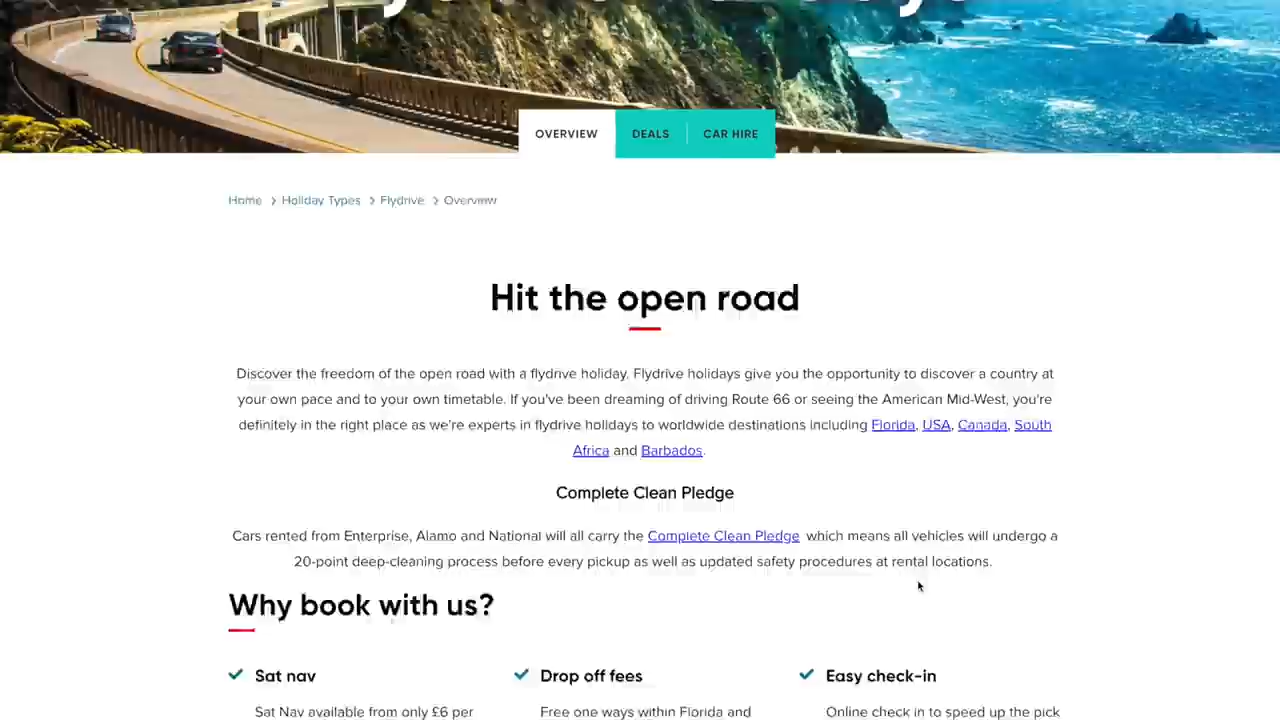 OVERVIEW
DEALS
CAR HIRE
Home > Holiday Types > Flydrive > Overview
Hit the open road
Discover the freedom of the open road with a flydrive holiday. Flydrive holidays give you the opportunity to discover a country at
your own pace and to your own timetable. If you've been dreaming of driving Route 66 or seeing the American Mid-West, you're
definitely in the right place as we're experts in flydrive holidays to worldwide destinations including Florida, USA, Canada, South
Africa and Barbados.
Complete Clean Pledge
Cars rented from Enterprise, Alamo and National will all carry the Complete Clean Pledge which means all vehicles will undergo a
20-point deep-cleaning process before every pickup as well as updated safety procedures at rental locations.
Why book with us?
Sat nav
Drop off fees
Easy check-in
Sat Nav available from only £6 per
Free one ways within Florida and
Online check in to speed up the pick